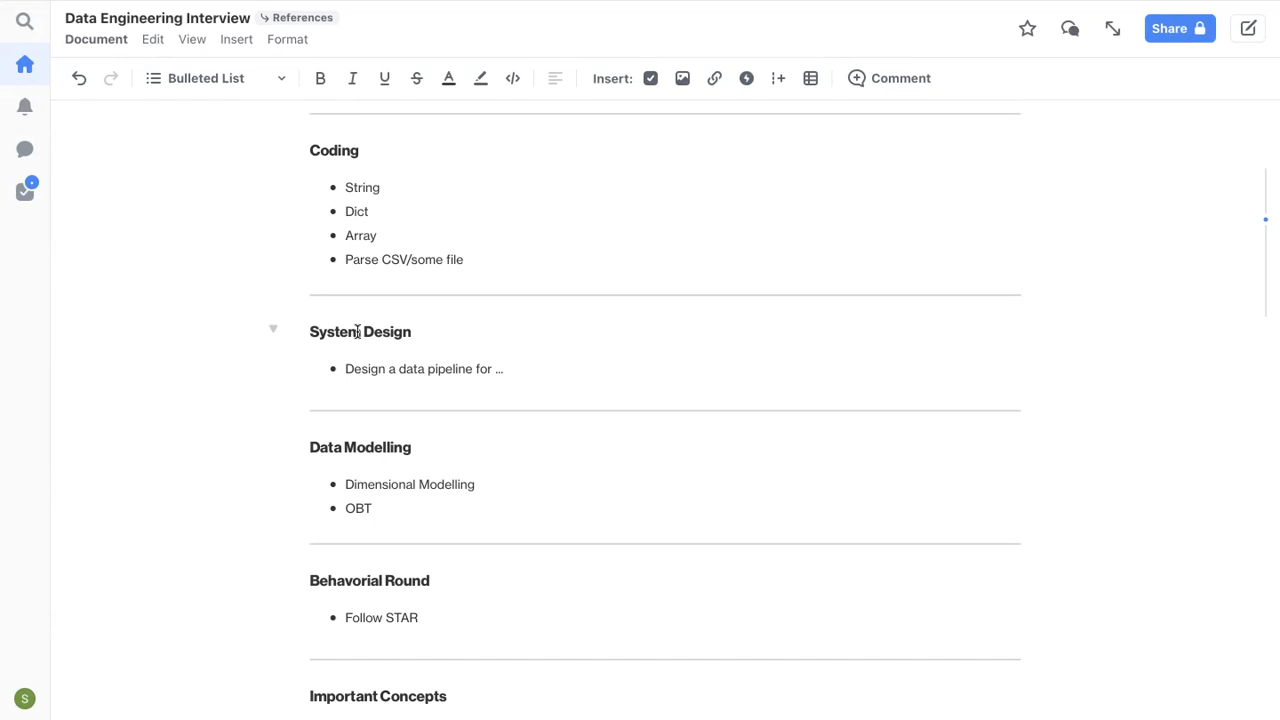 Data Engineering Interview References
Document Edit View Insert Format
Share
Bulleted List B I U S A </> Insert: Comment
Coding
• String
• Dict
• Array
• Parse CSV/some file
System Design
• Design a data pipeline for ...
Data Modelling
• Dimensional Modelling
• OBT
Behavorial Round
• Follow STAR
Important Concepts
S